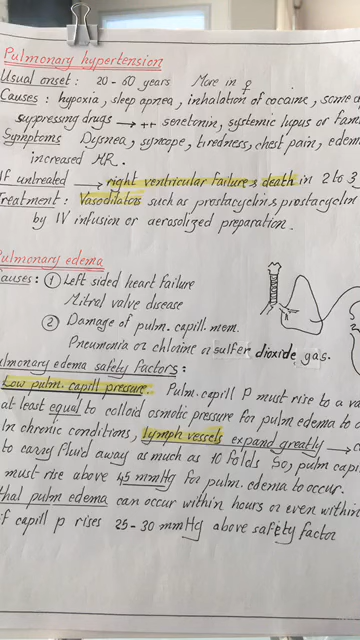 Pulmonary hypertension
Usual onset: 20-60 years More in ♀
Causes: hypoxia, sleep apnea, inhalation of cocaine, some a
suppressing drugs → ++ serotonin, systemic lupus or fam
Symptoms Dysnea, syncope, tiredness, chest pain, edem
increased HR.
If untreated → right ventricular failure & death in 2 to 3
Treatment: Vasodilators such as prostacyclins, prostacyclin
by IV infusion or aerosolized preparation.
Pulmonary edema
Causes: ① Left sided heart failure
Mitral valve disease
② Damage of pulm. capill. mem.
Pneumonia or chlorine or sulfer dioxide gas.
Pulmonary edema safety factors:
Low pulm. capill pressure. Pulm. capill P must rise to a va
at least equal to colloid osmotic pressure for pulm edema to o
In chronic conditions, lymph vessels expand greatly →
to carry fluid away as much as 10 folds So, pulm capi
must rise above 45 mmHg for pulm. edema to occur.
thal pulm edema can occur within hours or even within
if capill p rises 25-30 mmHg above safety factor